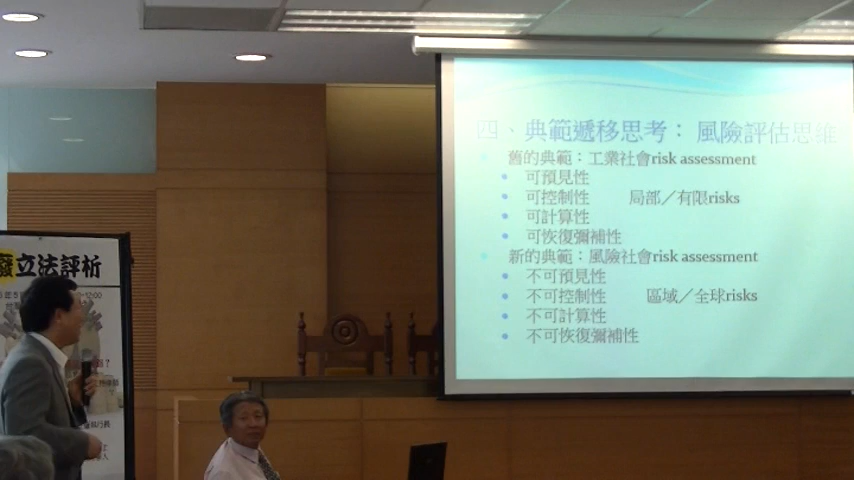 四、典範遞移思考：風險評估思維
舊的典範：工業社會risk assessment
可預見性
可控制性 局部／有限risks
可計算性
可恢復彌補性
新的典範：風險社會risk assessment
不可預見性
不可控制性 區域／全球risks
不可計算性
不可恢復彌補性
廢立法評析